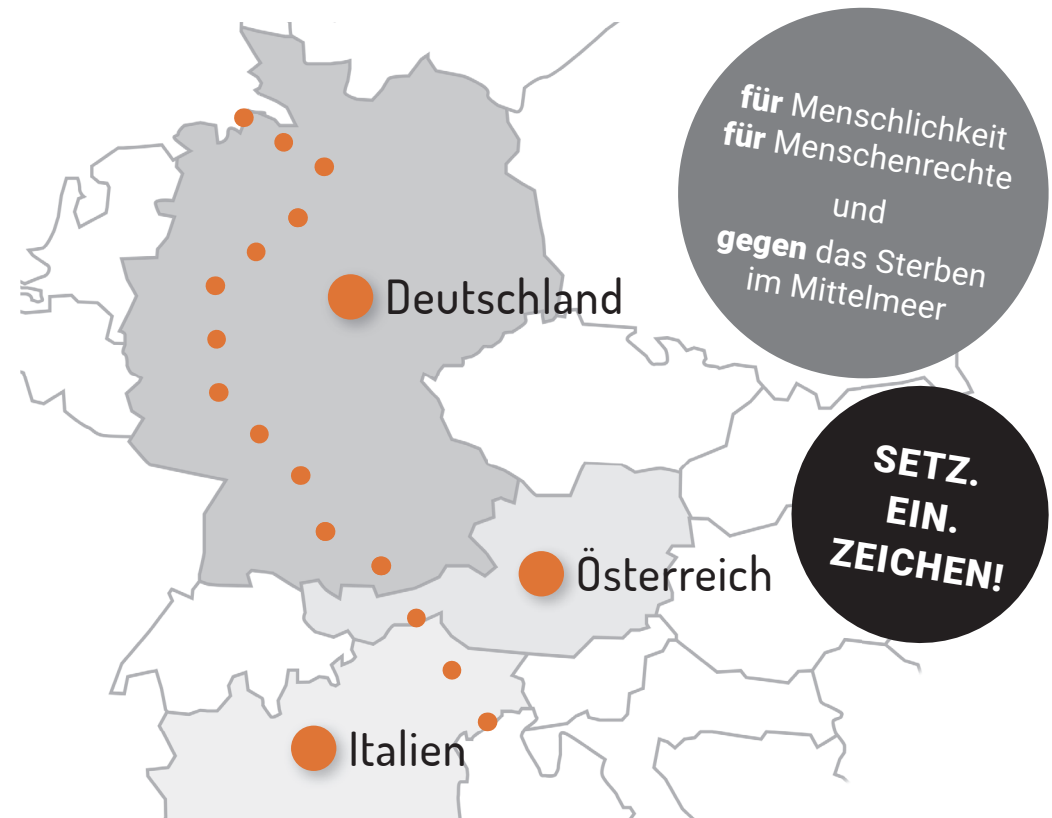 für Menschlichkeit
für Menschenrechte
und
gegen das Sterben
im Mittelmeer
Deutschland
SETZ.
EIN.
ZEICHEN!
Österreich
Italien